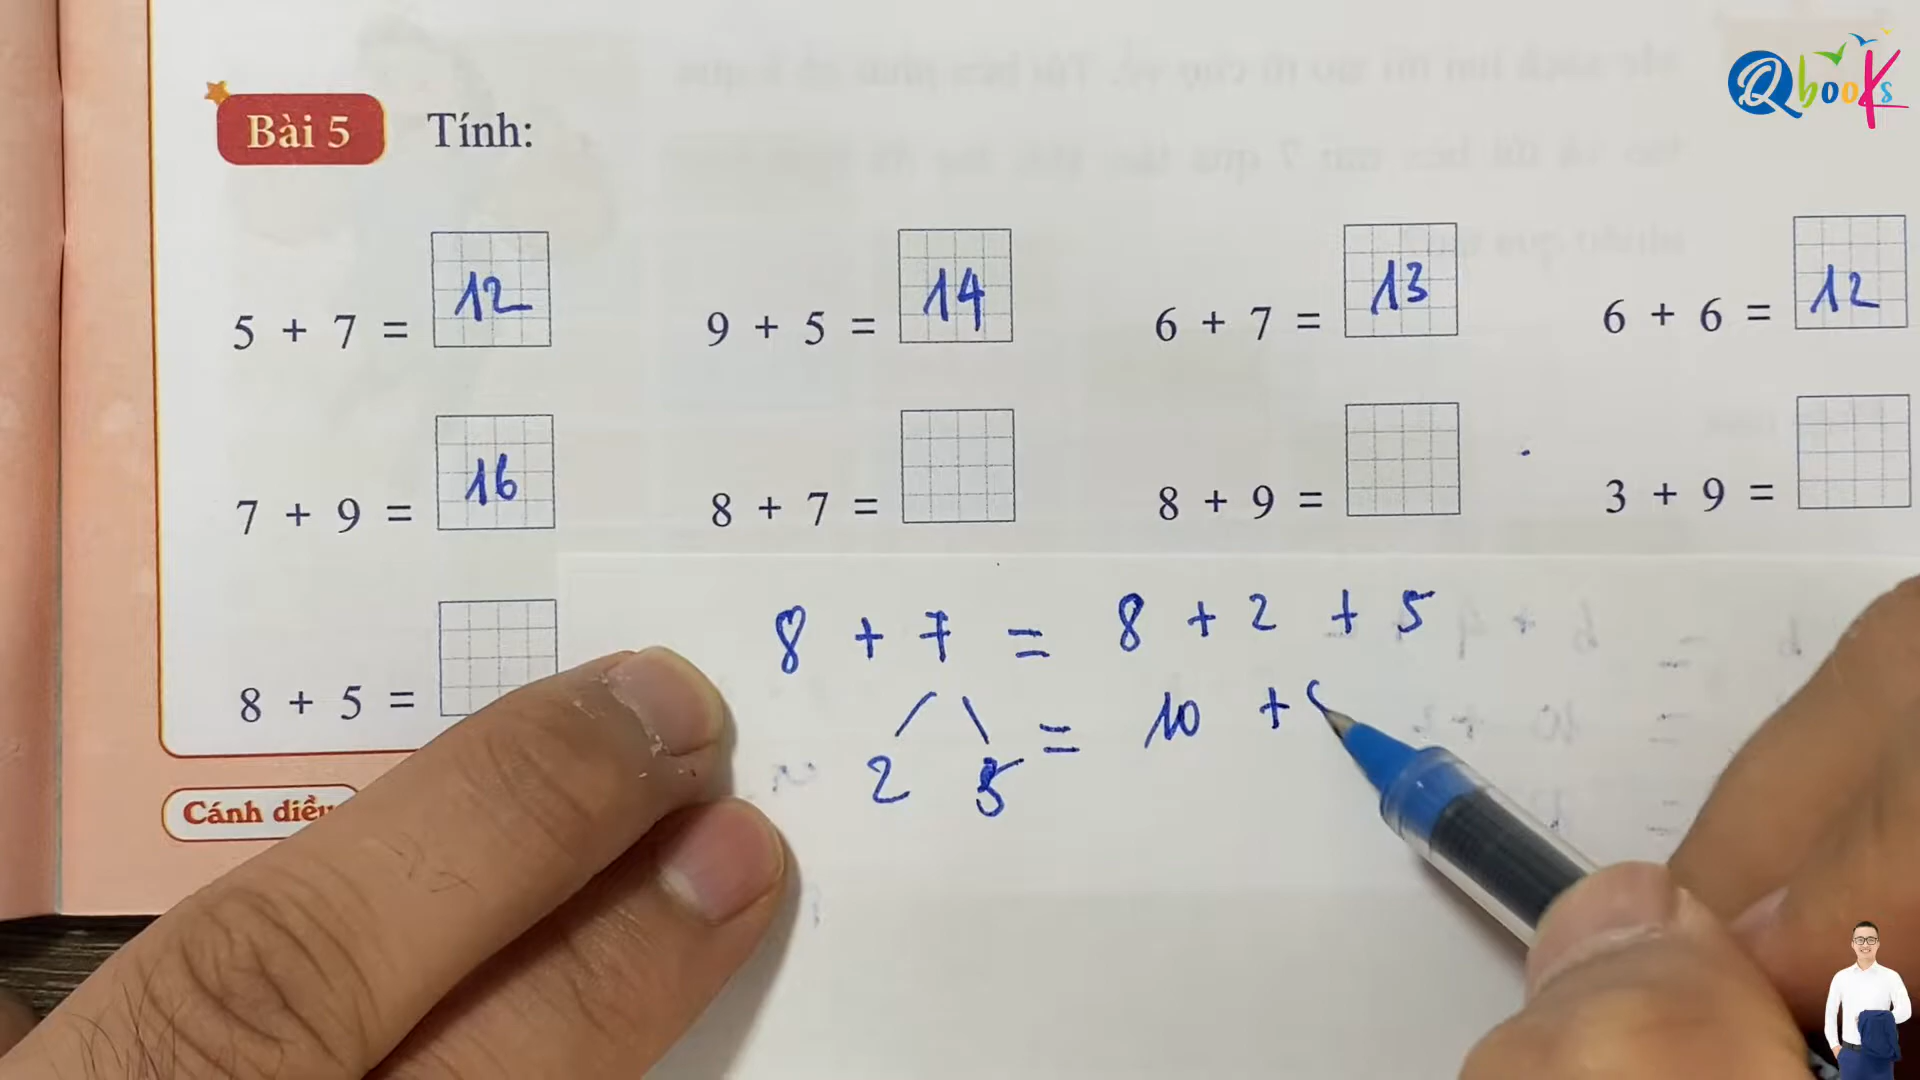 Qbooks
Bài 5 Tính:
5 + 7 = 12 9 + 5 = 14 6 + 7 = 13 6 + 6 = 12
7 + 9 = 16 8 + 7 = 8 + 9 = 3 + 9 =
8 + 5 =
8 + 7 = 8 + 2 + 5
2 5 = 10 +
Cánh diều